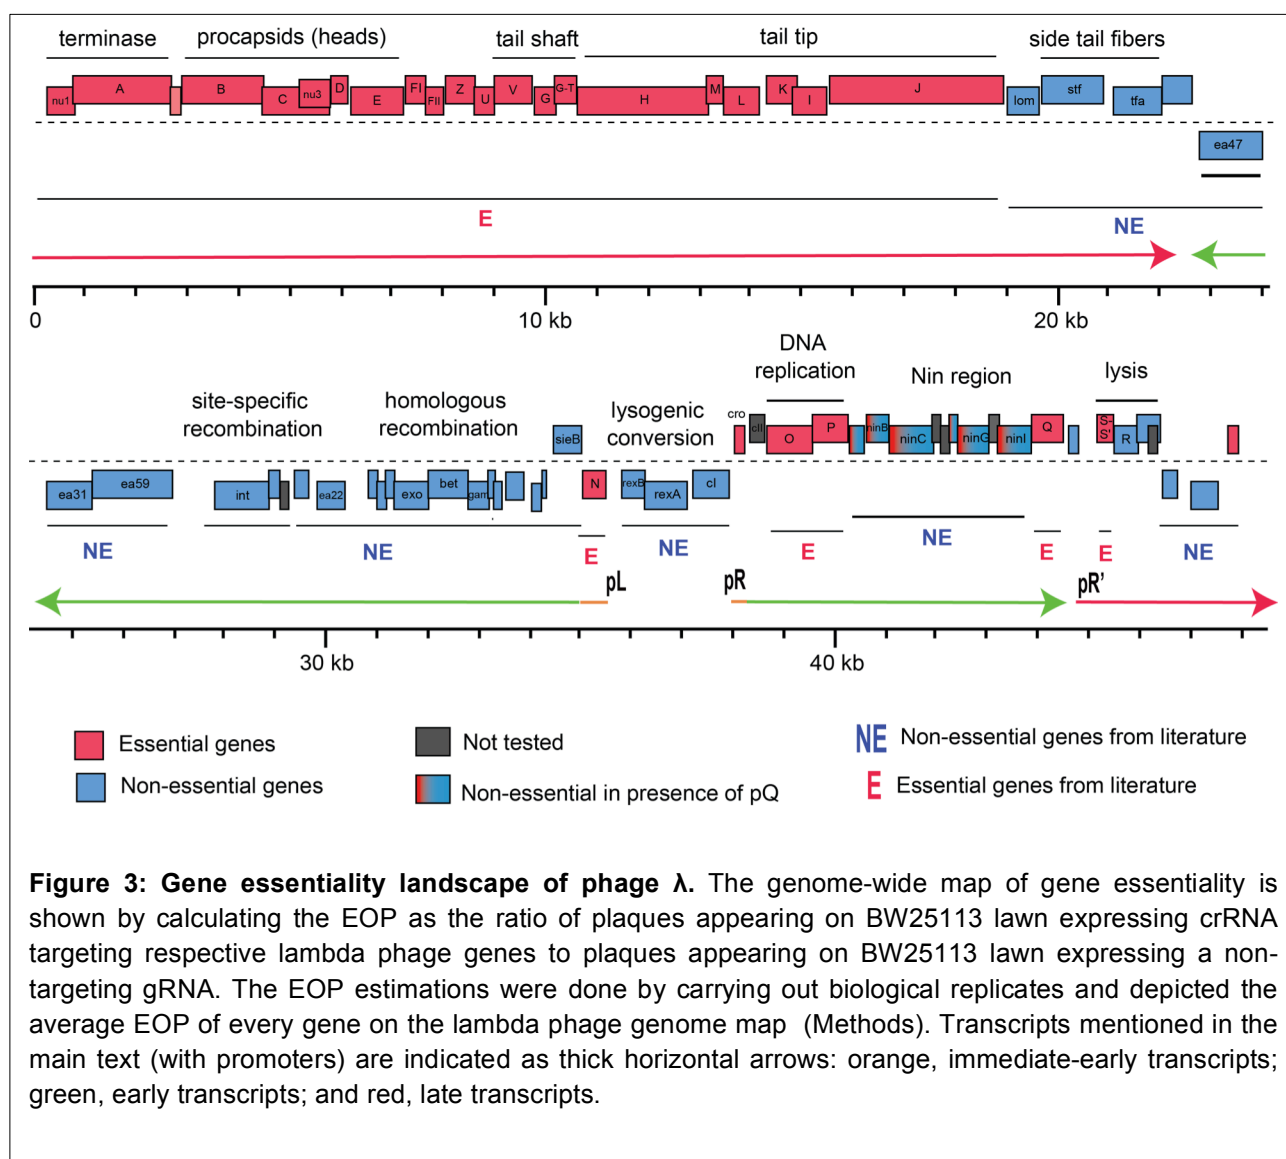 terminase procapsids (heads) tail shaft tail tip side tail fibers
nu1 A B C nu3 D E FI FII Z U V G G-T H M L K I J lom stf tfa
ea47
E NE
0 10 kb 20 kb
DNA replication Nin region lysis
site-specific recombination homologous recombination lysogenic conversion
sieB cro cII O P ninB ninC ninG ninI Q S-S' R
ea31 ea59 int ea22 exo bet gam N rexB rexA cI
NE NE E NE E NE E E NE
pL pR pR’
30 kb 40 kb
Essential genes Not tested NE Non-essential genes from literature
Non-essential genes Non-essential in presence of pQ E Essential genes from literature
Figure 3: Gene essentiality landscape of phage λ. The genome-wide map of gene essentiality is
shown by calculating the EOP as the ratio of plaques appearing on BW25113 lawn expressing crRNA
targeting respective lambda phage genes to plaques appearing on BW25113 lawn expressing a non-
targeting gRNA. The EOP estimations were done by carrying out biological replicates and depicted the
average EOP of every gene on the lambda phage genome map (Methods). Transcripts mentioned in the
main text (with promoters) are indicated as thick horizontal arrows: orange, immediate-early transcripts;
green, early transcripts; and red, late transcripts.